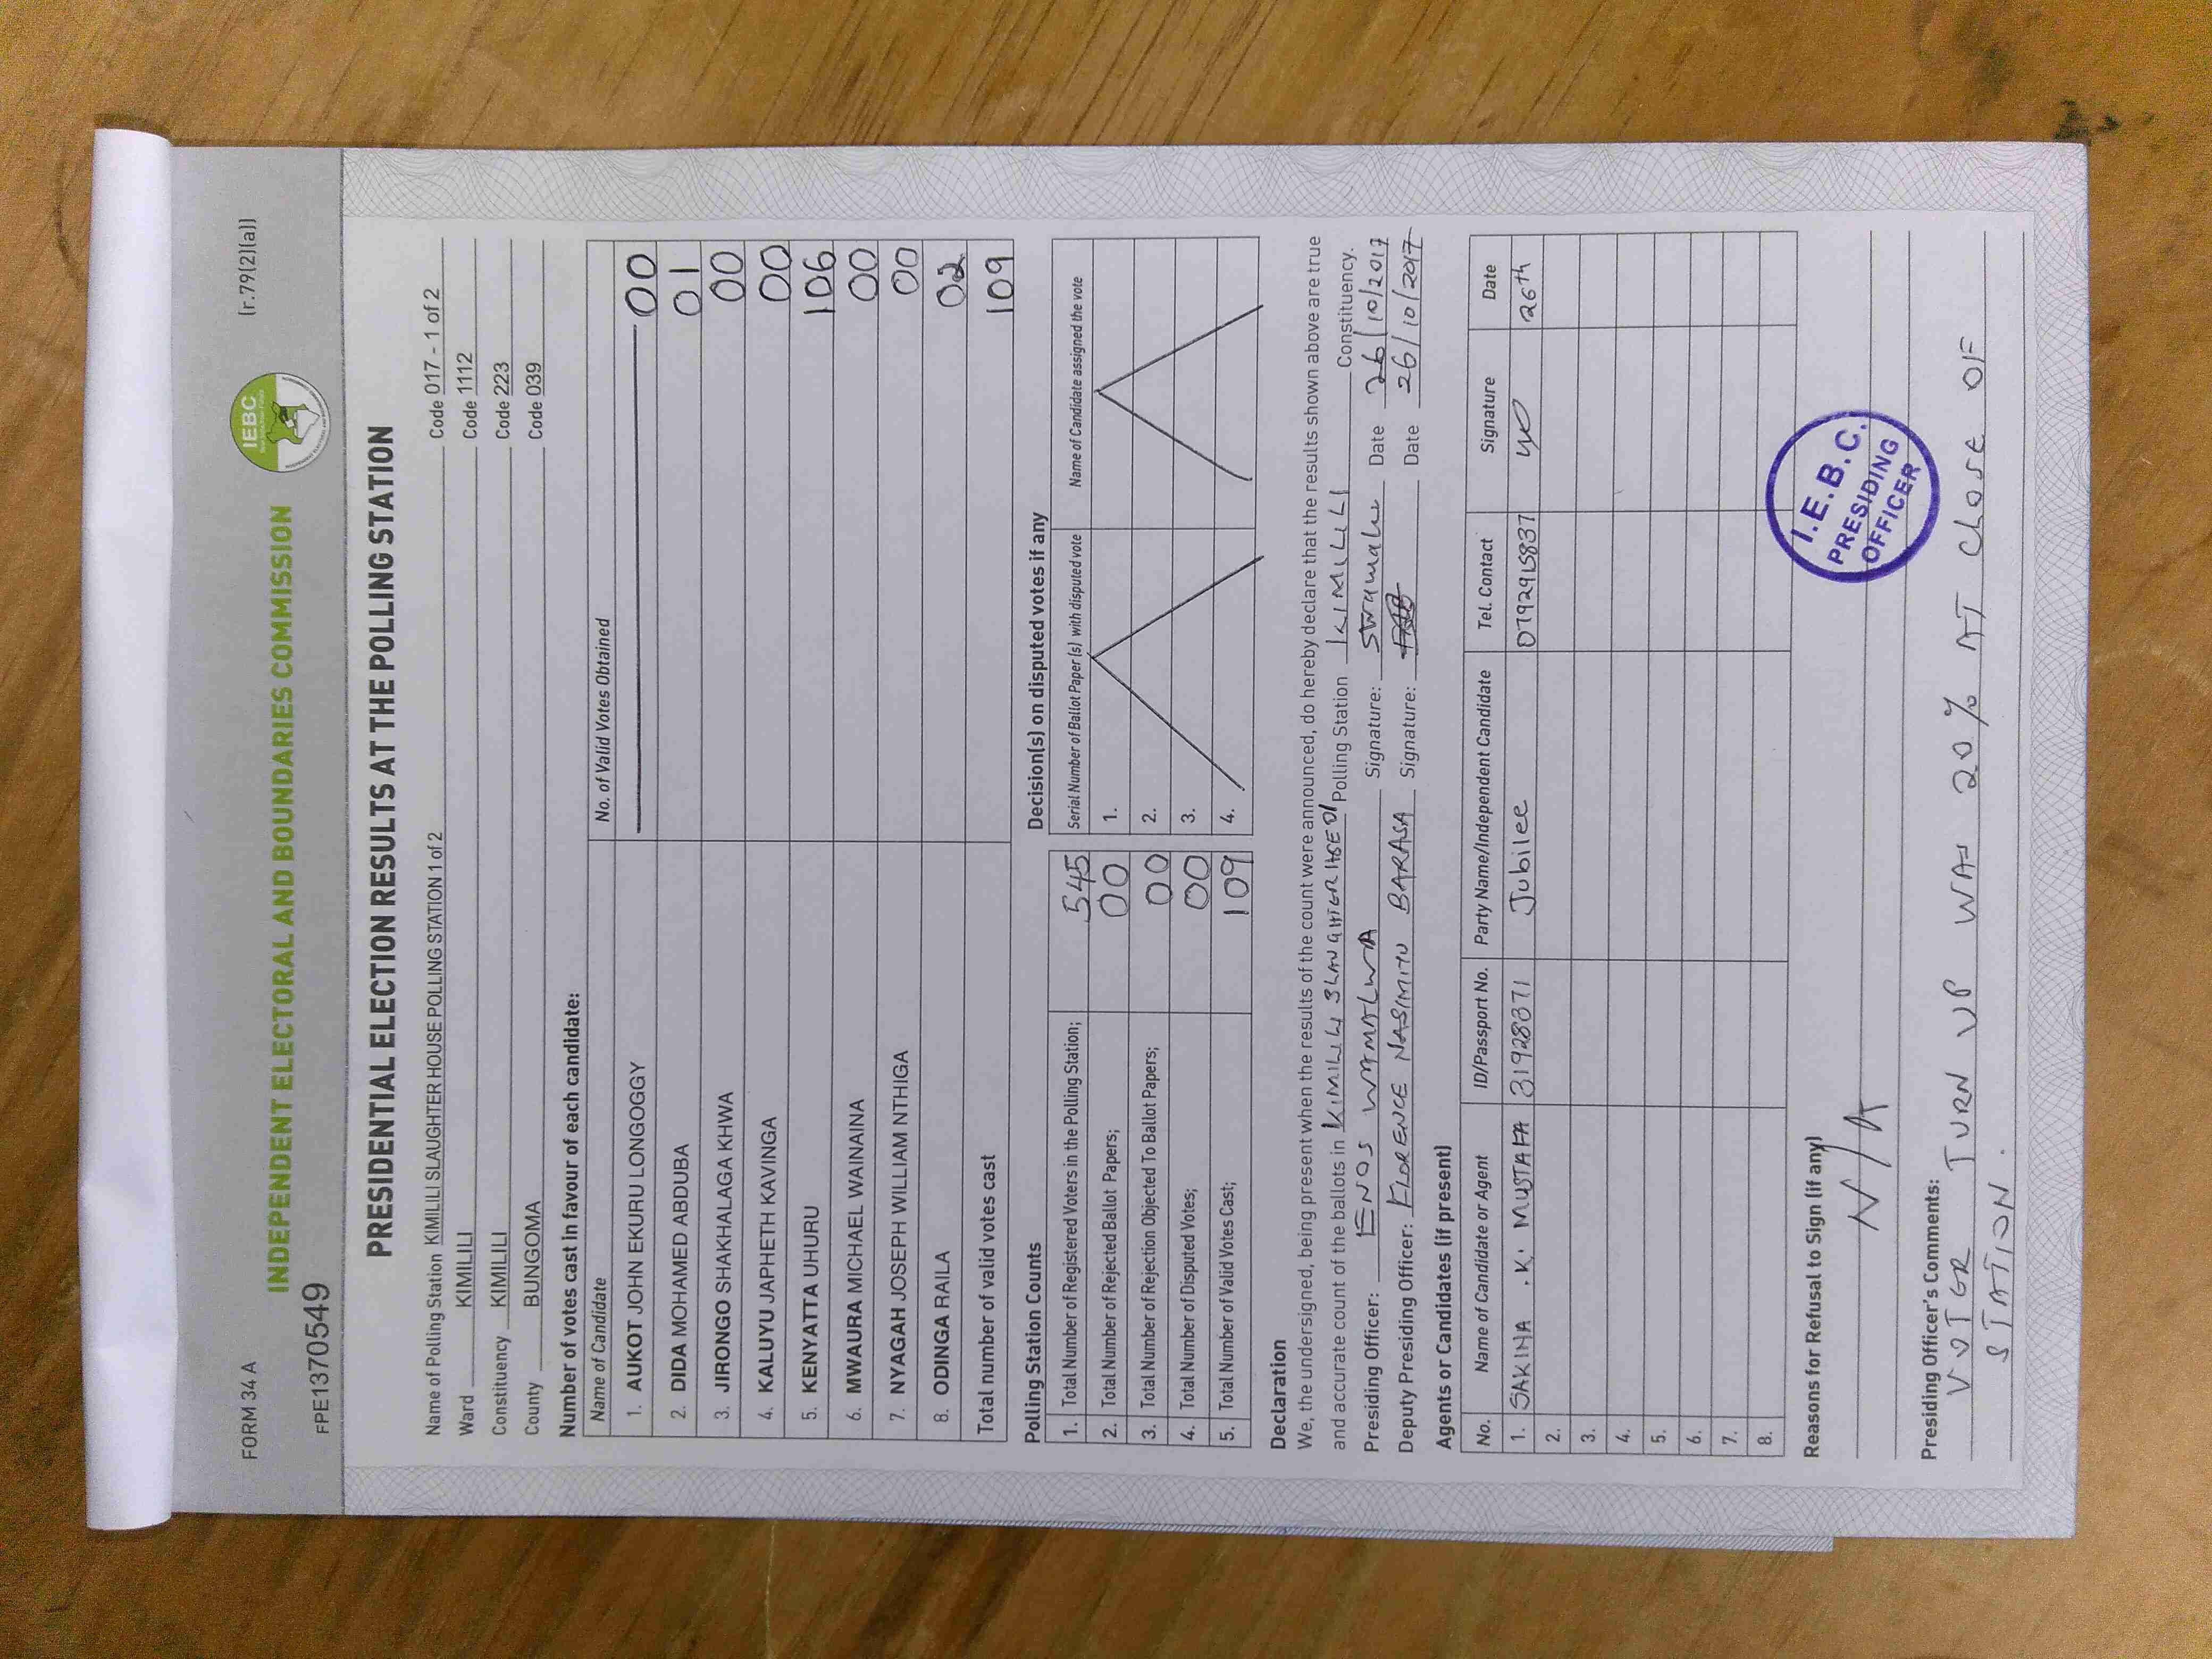 FORM 34 A
(r.79(2)(a))
IEBC
INDEPENDENT ELECTORAL AND BOUNDARIES COMMISSION
FPE1370549
PRESIDENTIAL ELECTION RESULTS AT THE POLLING STATION
Name of Polling Station KIMILILI SLAUGHTER HOUSE POLLING STATION 1 of 2 Code 017 - 1 of 2
Ward KIMILILI Code 1112
Constituency KIMILILI Code 223
County BUNGOMA Code 039
Number of votes cast in favour of each candidate:
Name of Candidate No. of Valid Votes Obtained
1. AUKOT JOHN EKURU LONGOGGY 00
2. DIDA MOHAMED ABDUBA 01
3. JIRONGO SHAKHALAGA KHWA 00
4. KALUYU JAPHETH KAVINGA 00
5. KENYATTA UHURU 106
6. MWAURA MICHAEL WAINAINA 00
7. NYAGAH JOSEPH WILLIAM NTHIGA 00
8. ODINGA RAILA 02
Total number of valid votes cast 109
Polling Station Counts
1. Total Number of Registered Voters in the Polling Station; 545
2. Total Number of Rejected Ballot Papers; 00
3. Total Number of Rejection Objected To Ballot Papers; 00
4. Total Number of Disputed Votes; 00
5. Total Number of Valid Votes Cast; 109
Decision(s) on disputed votes if any
Serial Number of Ballot Paper (s) with disputed vote Name of Candidate assigned the vote
1.
2.
3.
4.
Declaration
We, the undersigned, being present when the results of the count were announced, do hereby declare that the results shown above are true
and accurate count of the ballots in KIMILILI SLAUGHTER HSE 01 Polling Station KIMILILI Constituency.
Presiding Officer: ENOS WAMALWA Signature: Date 26/10/2017
Deputy Presiding Officer: FLORENCE NASIMIYU BARASA Signature: Date 26/10/2017
Agents or Candidates (if present)
No. Name of Candidate or Agent ID/Passport No. Party Name/Independent Candidate Tel. Contact Signature Date
1. SAKINA .K. MUSTAFA 31928371 Jubilee 0792915837 26th
2.
3.
4.
5.
6.
7.
8.
Reasons for Refusal to Sign (if any)
N/A
I.E.B.C.
PRESIDING
OFFICER
Presiding Officer's Comments:
VOTER TURN UP WAS 20% AT CLOSE OF
STATION.